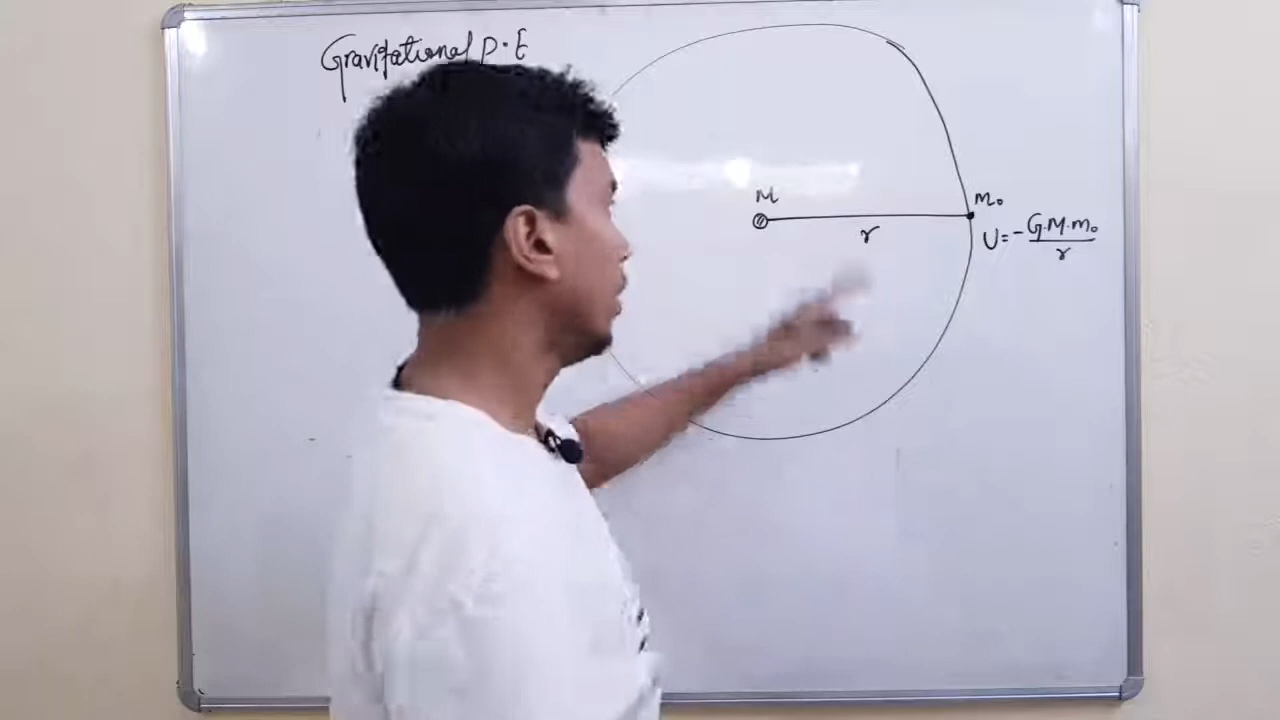 Gravitational P.E
M
m₀
r
U = - G.M.m₀ / r